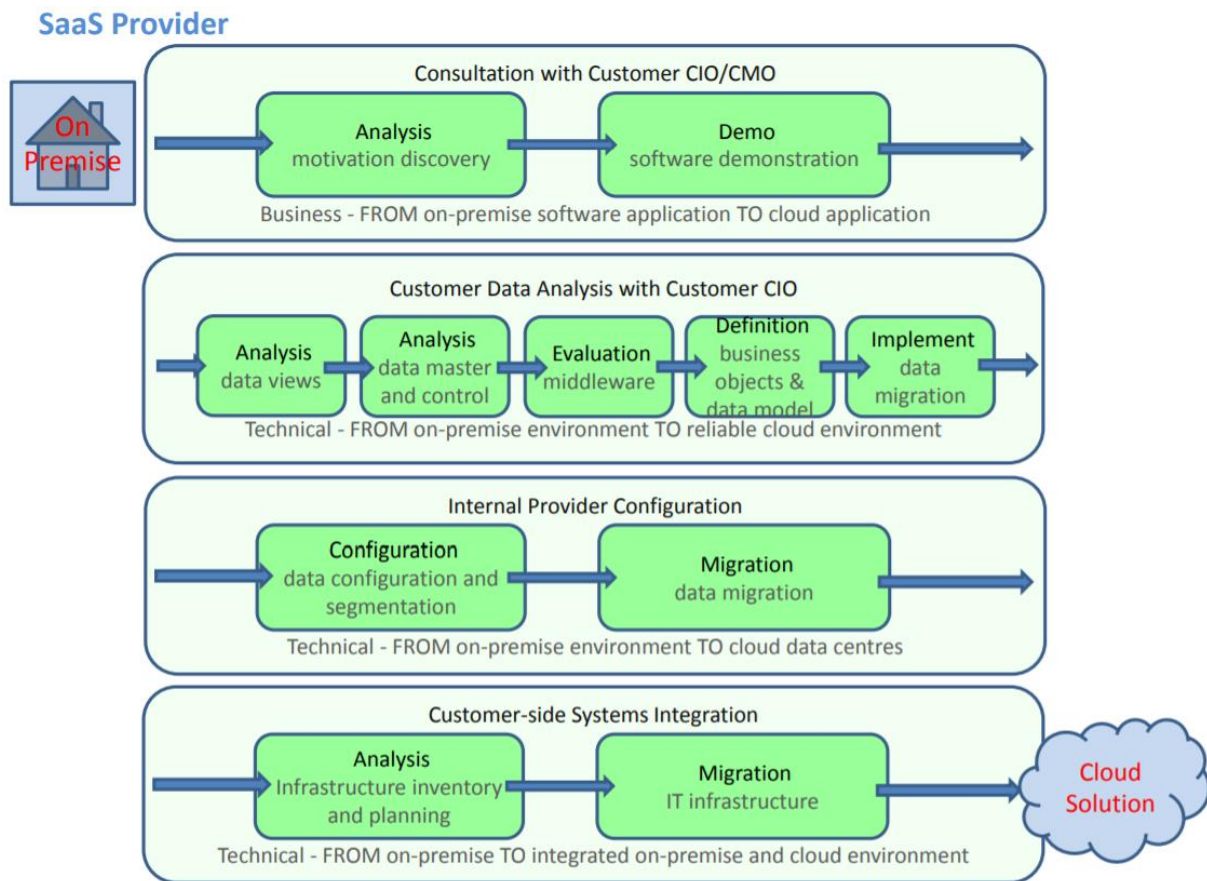 SaaS Provider
On
Premise
Consultation with Customer CIO/CMO
Analysis
motivation discovery
Demo
software demonstration
Business - FROM on-premise software application TO cloud application
Customer Data Analysis with Customer CIO
Analysis
data views
Analysis
data master
and control
Evaluation
middleware
Definition
business
objects &
data model
Implement
data
migration
Technical - FROM on-premise environment TO reliable cloud environment
Internal Provider Configuration
Configuration
data configuration and
segmentation
Migration
data migration
Technical - FROM on-premise environment TO cloud data centres
Customer-side Systems Integration
Analysis
Infrastructure inventory
and planning
Migration
IT infrastructure
Technical - FROM on-premise TO integrated on-premise and cloud environment
Cloud
Solution